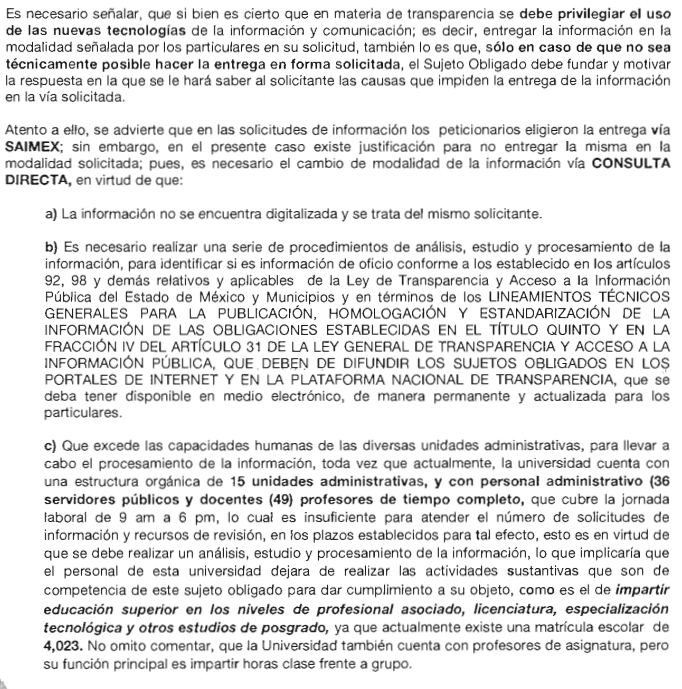 Es necesario señalar, que si bien es cierto que en materia de transparencia se debe privilegiar el uso
de las nuevas tecnologías de la información y comunicación; es decir, entregar la información en la
modalidad señalada por los particulares en su solicitud, también lo es que, sólo en caso de que no sea
técnicamente posible hacer la entrega en forma solicitada, el Sujeto Obligado debe fundar y motivar
la respuesta en la que se le hará saber al solicitante las causas que impiden la entrega de la información
en la vía solicitada.
Atento a ello, se advierte que en las solicitudes de información los peticionarios eligieron la entrega vía
SAIMEX; sin embargo, en el presente caso existe justificación para no entregar la misma en la
modalidad solicitada; pues, es necesario el cambio de modalidad de la información vía CONSULTA
DIRECTA, en virtud de que:
a) La información no se encuentra digitalizada y se trata del mismo solicitante.
b) Es necesario realizar una serie de procedimientos de análisis, estudio y procesamiento de la
información, para identificar si es información de oficio conforme a los establecido en los artículos
92, 98 y demás relativos y aplicables de la Ley de Transparencia y Acceso a la Información
Pública del Estado de México y Municipios y en términos de los LINEAMIENTOS TÉCNICOS
GENERALES PARA LA PUBLICACIÓN, HOMOLOGACIÓN Y ESTANDARIZACIÓN DE LA
INFORMACIÓN DE LAS OBLIGACIONES ESTABLECIDAS EN EL TÍTULO QUINTO Y EN LA
FRACCIÓN IV DEL ARTÍCULO 31 DE LA LEY GENERAL DE TRANSPARENCIA Y ACCESO A LA
INFORMACIÓN PÚBLICA, QUE DEBEN DE DIFUNDIR LOS SUJETOS OBLIGADOS EN LOS
PORTALES DE INTERNET Y EN LA PLATAFORMA NACIONAL DE TRANSPARENCIA, que se
deba tener disponible en medio electrónico, de manera permanente y actualizada para los
particulares.
c) Que excede las capacidades humanas de las diversas unidades administrativas, para llevar a
cabo el procesamiento de la información, toda vez que actualmente, la universidad cuenta con
una estructura orgánica de 15 unidades administrativas, y con personal administrativo (36
servidores públicos y docentes (49) profesores de tiempo completo, que cubre la jornada
laboral de 9 am a 6 pm, lo cual es insuficiente para atender el número de solicitudes de
información y recursos de revisión, en los plazos establecidos para tal efecto, esto es en virtud de
que se debe realizar un análisis, estudio y procesamiento de la información, lo que implicaría que
el personal de esta universidad dejara de realizar las actividades sustantivas que son de
competencia de este sujeto obligado para dar cumplimiento a su objeto, como es el de impartir
educación superior en los niveles de profesional asociado, licenciatura, especialización
tecnológica y otros estudios de posgrado, ya que actualmente existe una matrícula escolar de
4,023. No omito comentar, que la Universidad también cuenta con profesores de asignatura, pero
su función principal es impartir horas clase frente a grupo.